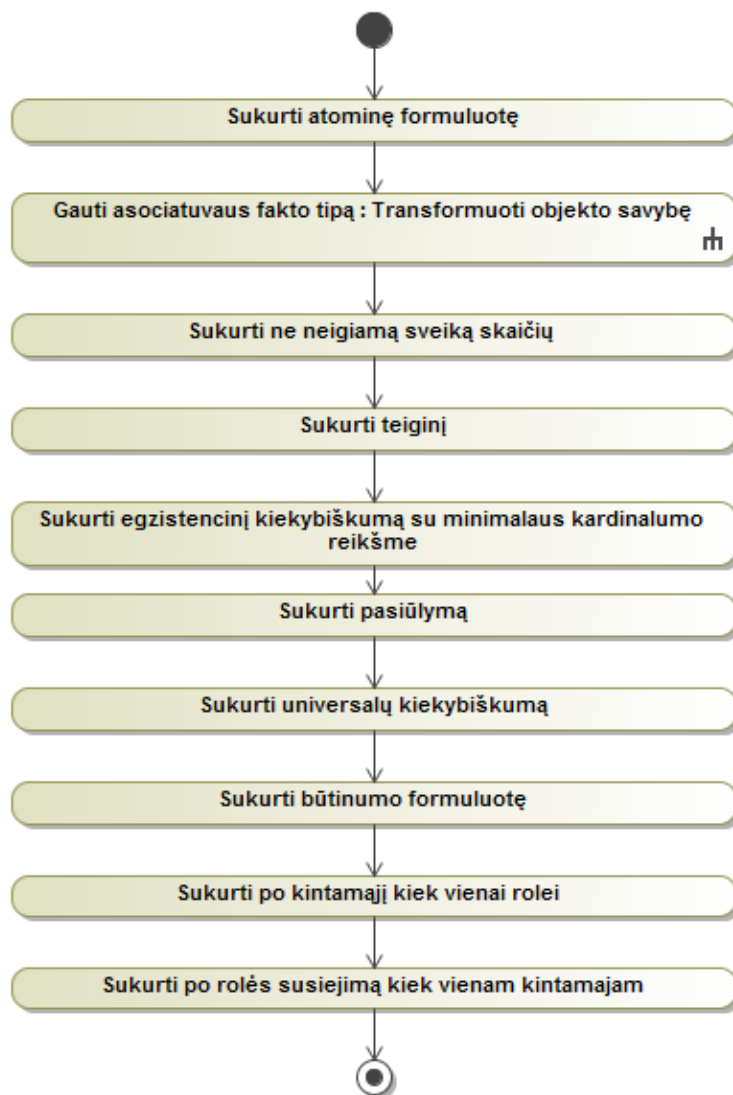 Sukurti atominę formuluotę
Gauti asociatuvaus fakto tipą : Transformuoti objekto savybę
Sukurti ne neigiamą sveiką skaičių
Sukurti teiginį
Sukurti egzistencinį kiekybiškumą su minimalaus kardinalumo
reikšme
Sukurti pasiūlymą
Sukurti universalų kiekybiškumą
Sukurti būtinumo formuluotę
Sukurti po kintamąjį kiek vienai rolei
Sukurti po rolės susiejimą kiek vienam kintamajam